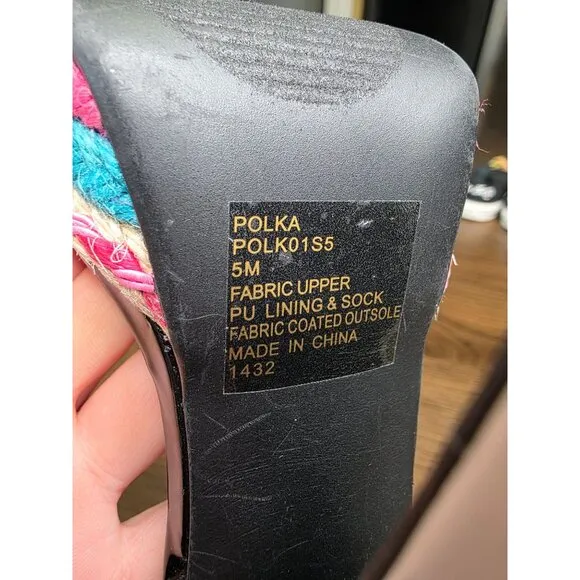 POLKA
POLK01S5
5M
FABRIC UPPER
PU LINING & SOCK
FABRIC COATED OUTSOLE
MADE IN CHINA
1432